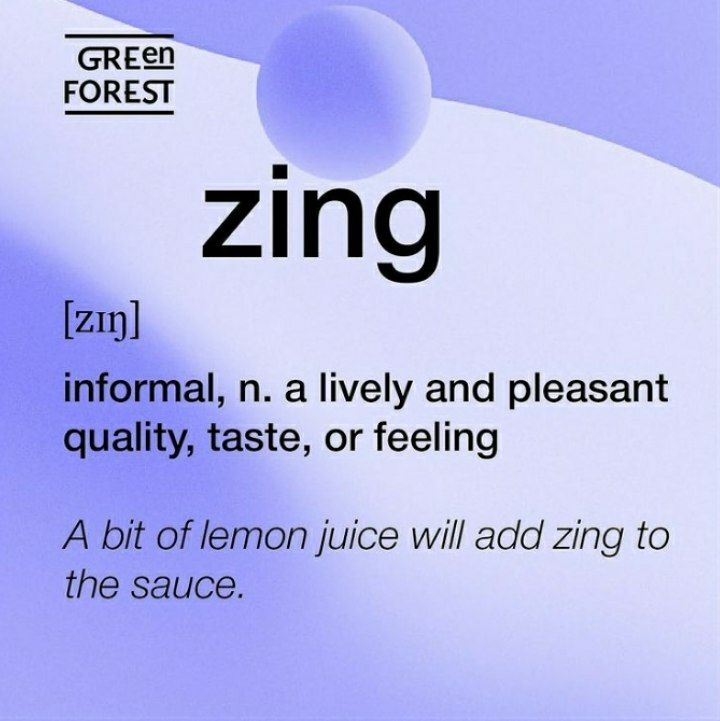 GREen
FOREST
zing
[zɪŋ]
informal, n. a lively and pleasant
quality, taste, or feeling
A bit of lemon juice will add zing to
the sauce.